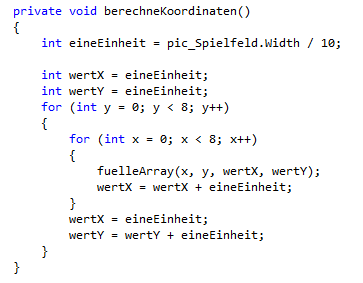 private void berechneKoordinaten()
{
    int eineEinheit = pic_Spielfeld.Width / 10;

    int wertX = eineEinheit;
    int wertY = eineEinheit;
    for (int y = 0; y < 8; y++)
    {
        for (int x = 0; x < 8; x++)
        {
            fuelleArray(x, y, wertX, wertY);
            wertX = wertX + eineEinheit;
        }
        wertX = eineEinheit;
        wertY = wertY + eineEinheit;
    }
}